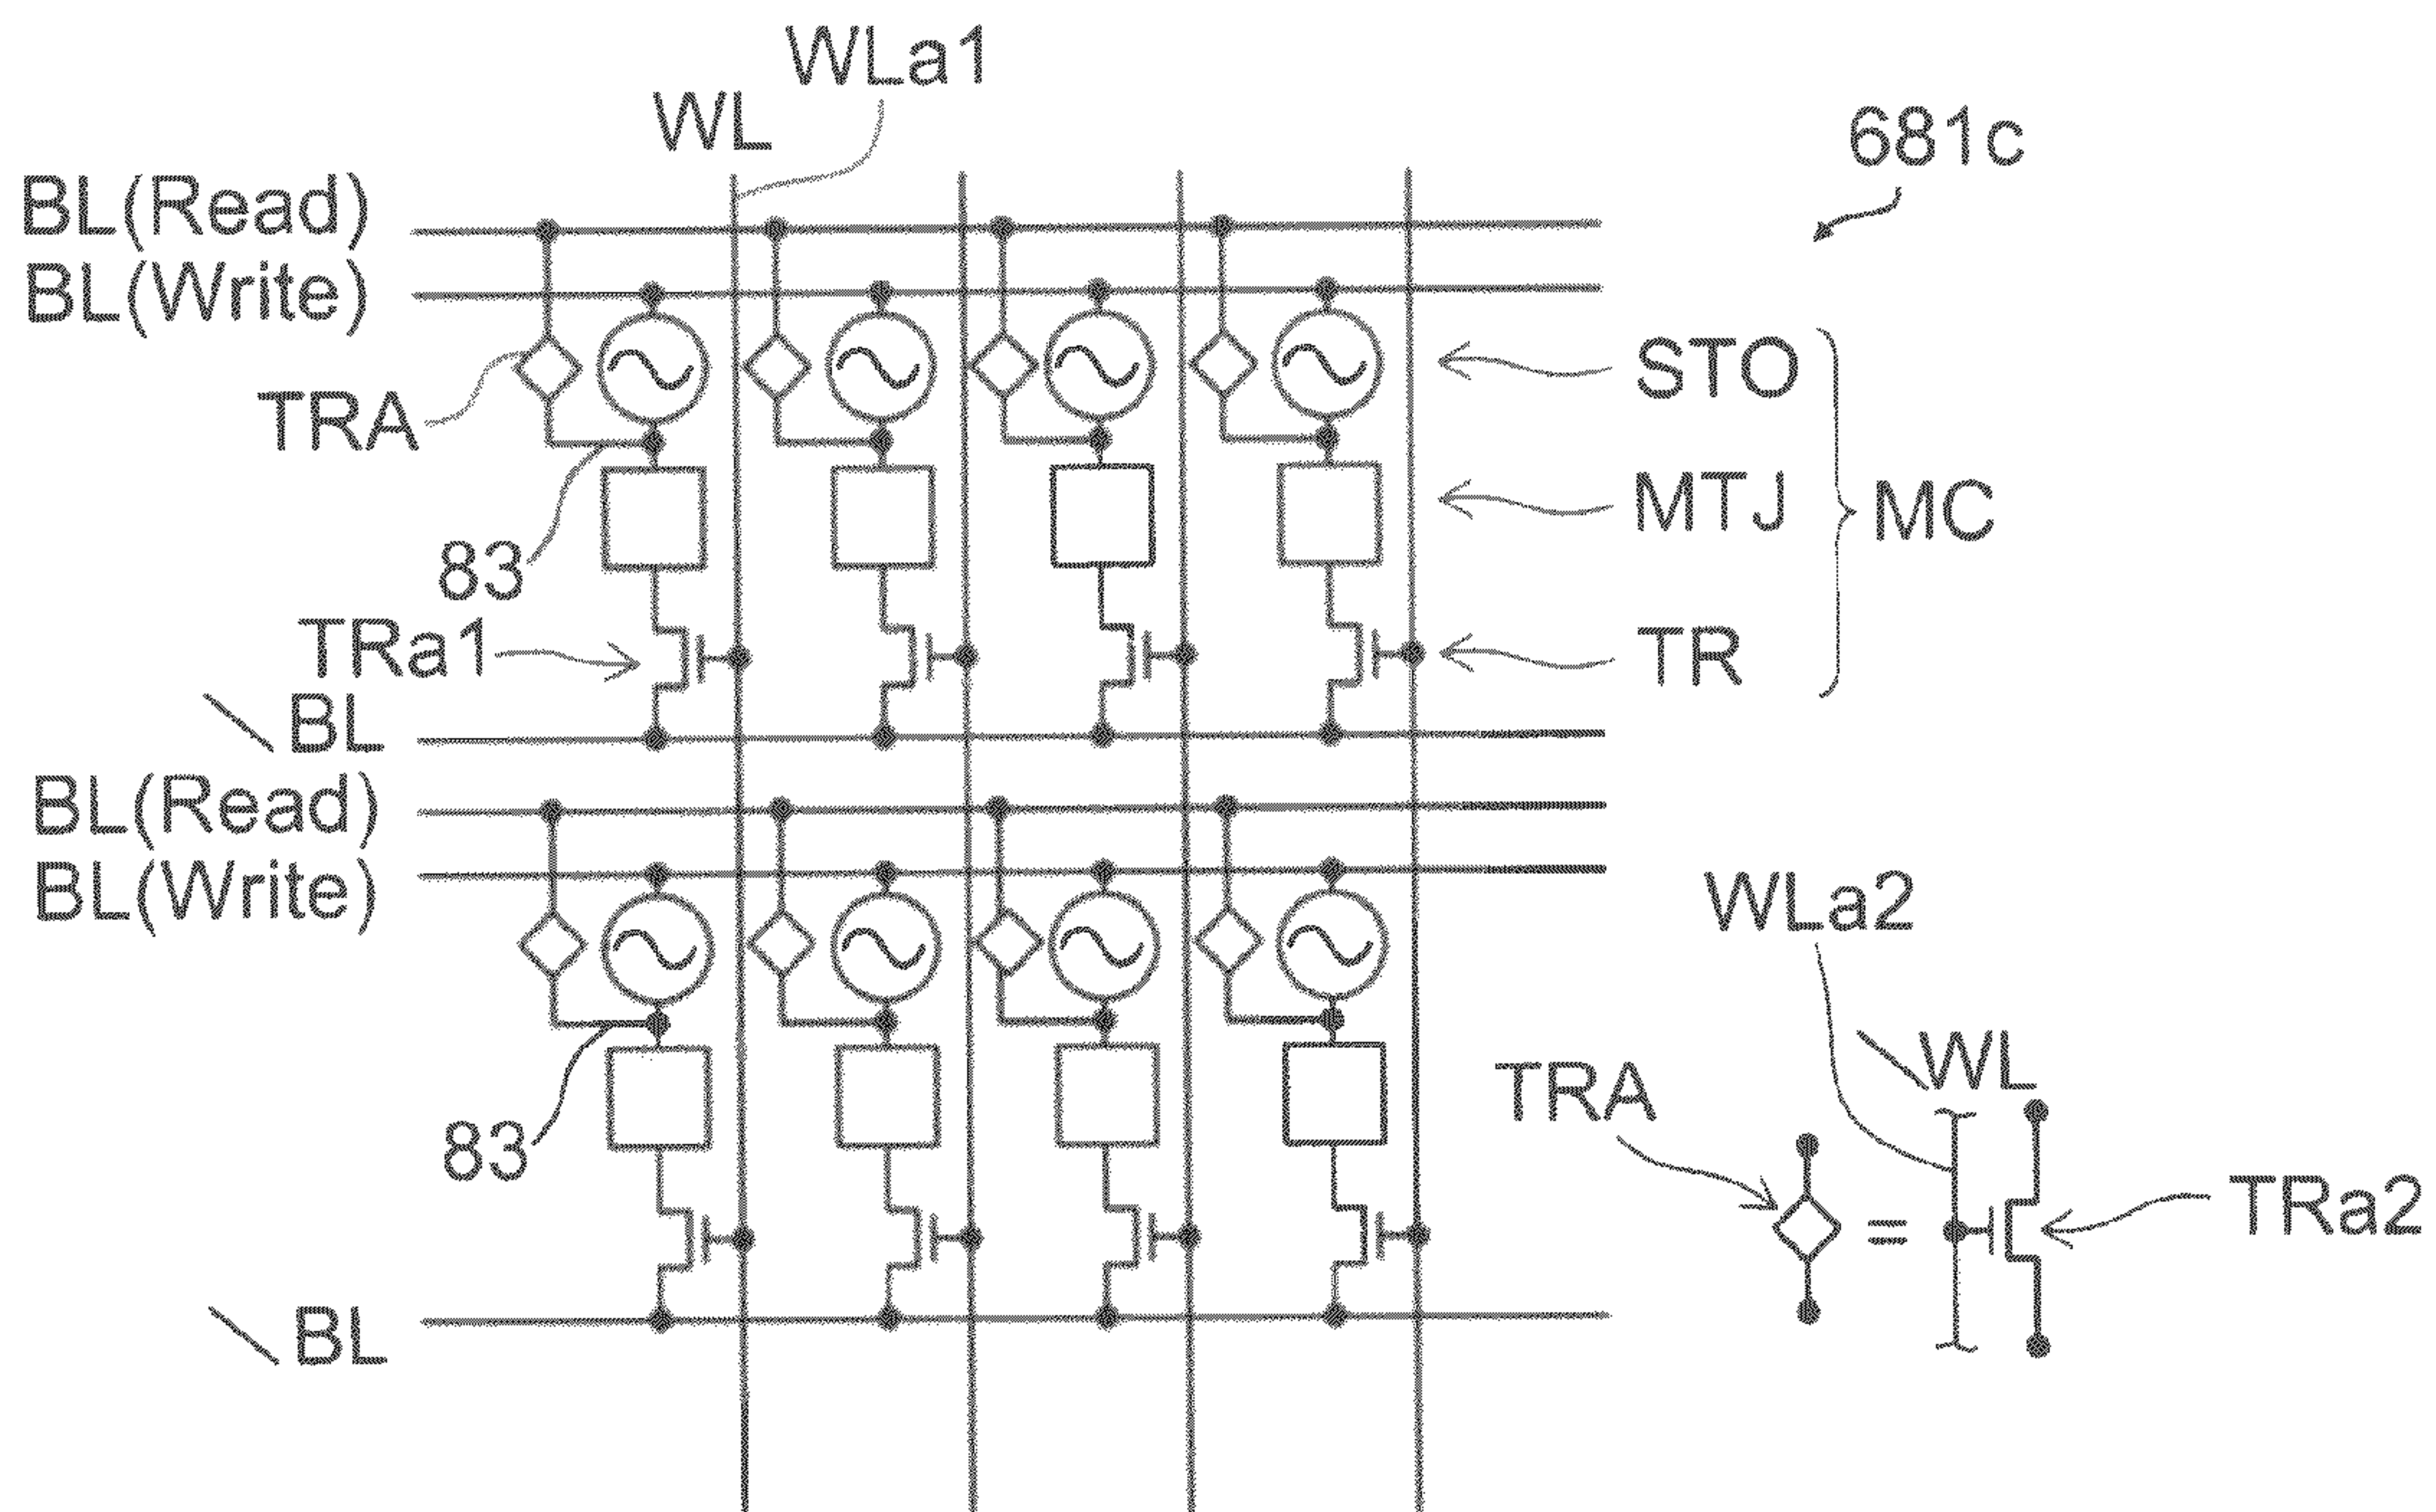 WLa1
WL
681c
BL(Read)
BL(Write)
STO
TRA
MTJ
MC
83
TRa1
TR
\BL
BL(Read)
BL(Write)
WLa2
\WL
TRA
83
=
TRa2
\BL